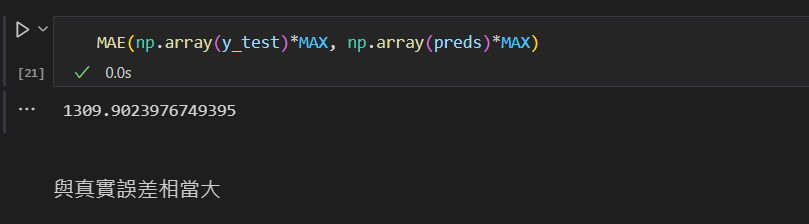 MAE(np.array(y_test)*MAX, np.array(preds)*MAX)
[21]
0.0s
1309.9023976749395
與真實誤差相當大